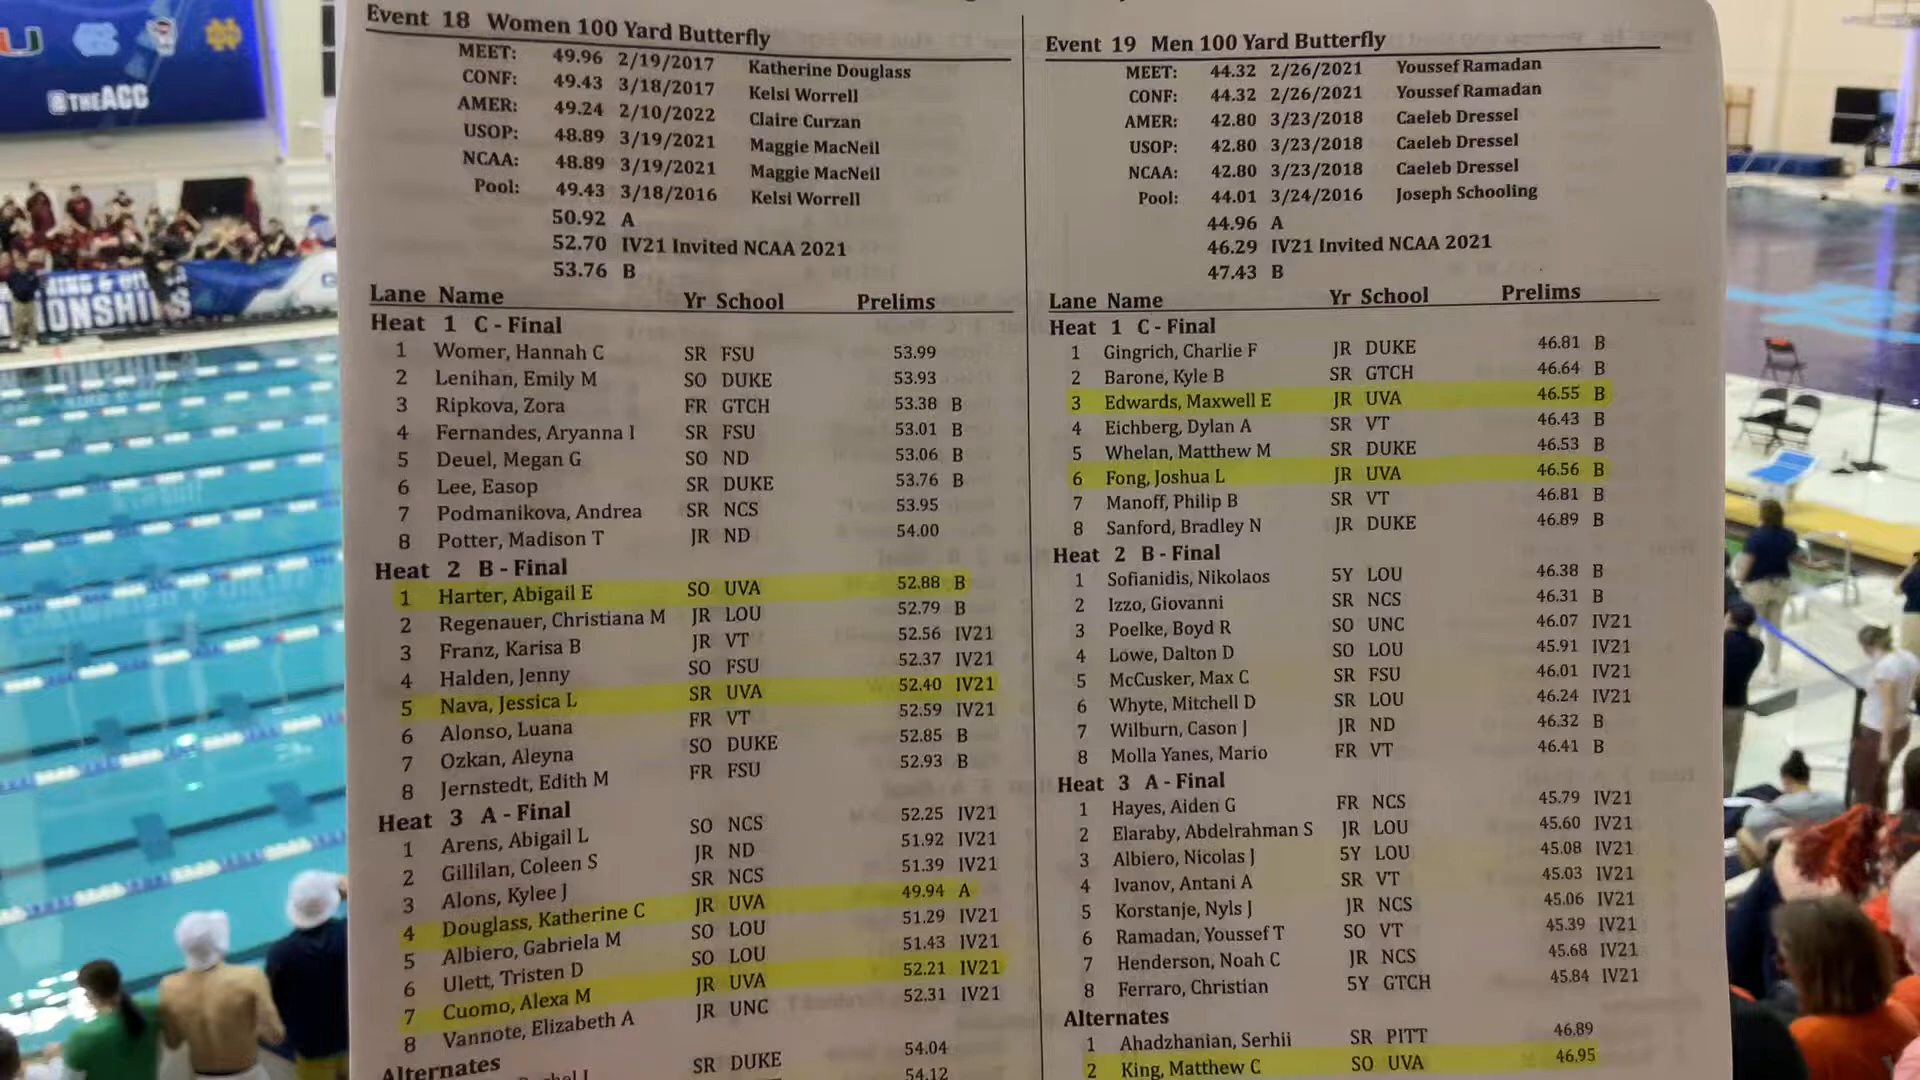 @THEACC
ONSHIPS
Event 18 Women 100 Yard Butterfly
MEET: 49.96 2/19/2017 Katherine Douglass
CONF: 49.43 3/18/2017 Kelsi Worrell
AMER: 49.24 2/10/2022 Claire Curzan
USOP: 48.89 3/19/2021 Maggie MacNeil
NCAA: 48.89 3/19/2021 Maggie MacNeil
Pool: 49.43 3/18/2016 Kelsi Worrell
50.92 A
52.70 IV21 Invited NCAA 2021
53.76 B
Lane Name Yr School Prelims
Heat 1 C - Final
1 Womer, Hannah C SR FSU 53.99
2 Lenihan, Emily M SO DUKE 53.93
3 Ripkova, Zora FR GTCH 53.38 B
4 Fernandes, Aryanna I SR FSU 53.01 B
5 Deuel, Megan G SO ND 53.06 B
6 Lee, Easop SR DUKE 53.76 B
7 Podmanikova, Andrea SR NCS 53.95
8 Potter, Madison T JR ND 54.00
Heat 2 B - Final
1 Harter, Abigail E SO UVA 52.88 B
2 Regenauer, Christiana M JR LOU 52.79 B
3 Franz, Karisa B JR VT 52.56 IV21
4 Halden, Jenny SO FSU 52.37 IV21
5 Nava, Jessica L SR UVA 52.40 IV21
6 Alonso, Luana FR VT 52.59 IV21
7 Ozkan, Aleyna SO DUKE 52.85 B
8 Jernstedt, Edith M FR FSU 52.93 B
Heat 3 A - Final
1 Arens, Abigail L SO NCS 52.25 IV21
2 Gillilan, Coleen S JR ND 51.92 IV21
3 Alons, Kylee J SR NCS 51.39 IV21
4 Douglass, Katherine C JR UVA 49.94 A
5 Albiero, Gabriela M SO LOU 51.29 IV21
6 Ulett, Tristen D SO LOU 51.43 IV21
7 Cuomo, Alexa M JR UVA 52.21 IV21
8 Vannote, Elizabeth A JR UNC 52.31 IV21
Alternates
SR DUKE 54.04
54.12
Event 19 Men 100 Yard Butterfly
MEET: 44.32 2/26/2021 Youssef Ramadan
CONF: 44.32 2/26/2021 Youssef Ramadan
AMER: 42.80 3/23/2018 Caeleb Dressel
USOP: 42.80 3/23/2018 Caeleb Dressel
NCAA: 42.80 3/23/2018 Caeleb Dressel
Pool: 44.01 3/24/2016 Joseph Schooling
44.96 A
46.29 IV21 Invited NCAA 2021
47.43 B
Lane Name Yr School Prelims
Heat 1 C - Final
1 Gingrich, Charlie F JR DUKE 46.81 B
2 Barone, Kyle B SR GTCH 46.64 B
3 Edwards, Maxwell E JR UVA 46.55 B
4 Eichberg, Dylan A SR VT 46.43 B
5 Whelan, Matthew M SR DUKE 46.53 B
6 Fong, Joshua L JR UVA 46.56 B
7 Manoff, Philip B SR VT 46.81 B
8 Sanford, Bradley N JR DUKE 46.89 B
Heat 2 B - Final
1 Sofianidis, Nikolaos 5Y LOU 46.38 B
2 Izzo, Giovanni SR NCS 46.31 B
3 Poelke, Boyd R SO UNC 46.07 IV21
4 Lowe, Dalton D SO LOU 45.91 IV21
5 McCusker, Max C SR FSU 46.01 IV21
6 Whyte, Mitchell D SR LOU 46.24 IV21
7 Wilburn, Cason J JR ND 46.32 B
8 Molla Yanes, Mario FR VT 46.41 B
Heat 3 A - Final
1 Hayes, Aiden G FR NCS 45.79 IV21
2 Elaraby, Abdelrahman S JR LOU 45.60 IV21
3 Albiero, Nicolas J 5Y LOU 45.08 IV21
4 Ivanov, Antani A SR VT 45.03 IV21
5 Korstanje, Nyls J JR NCS 45.06 IV21
6 Ramadan, Youssef T SO VT 45.39 IV21
7 Henderson, Noah C JR NCS 45.68 IV21
8 Ferraro, Christian 5Y GTCH 45.84 IV21
Alternates
1 Ahadzhanian, Serhii SR PITT 46.89
2 King, Matthew C SO UVA 46.95